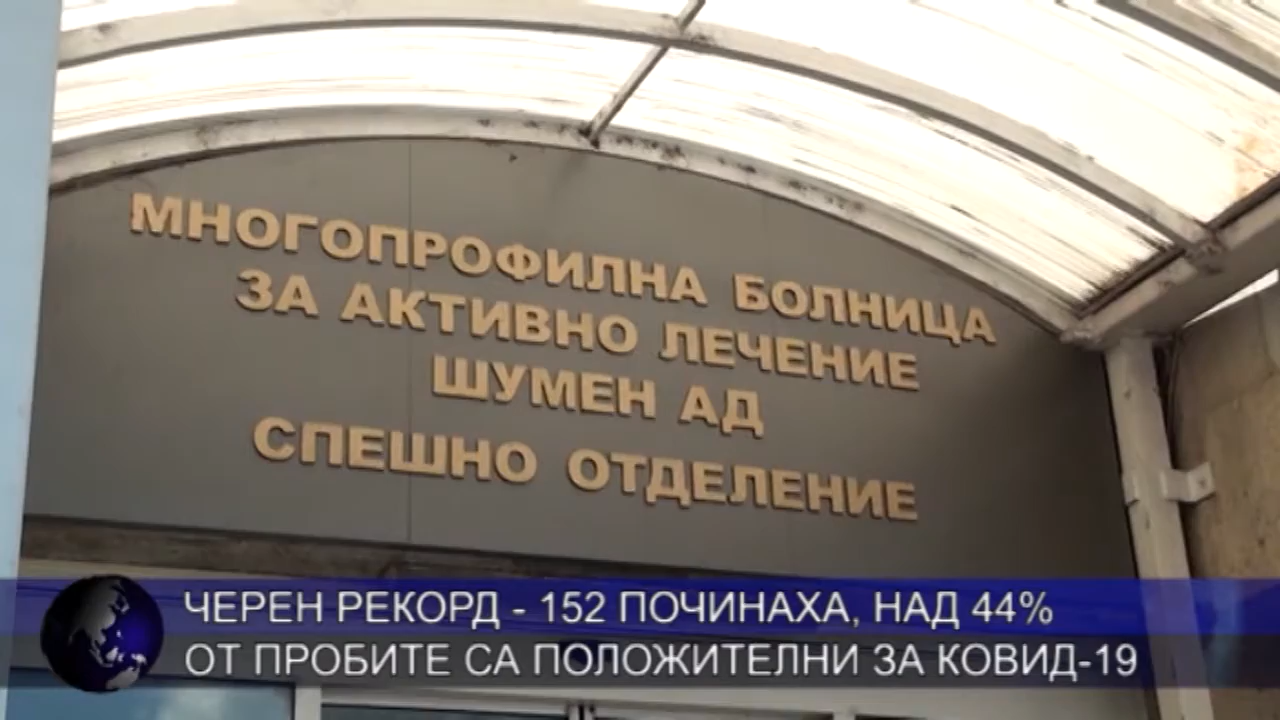 МНОГОПРОФИЛНА БОЛНИЦА
ЗА АКТИВНО ЛЕЧЕНИЕ
ШУМЕН АД
СПЕШНО ОТДЕЛЕНИЕ
ЧЕРЕН РЕКОРД - 152 ПОЧИНАХА, НАД 44%
ОТ ПРОБИТЕ СА ПОЛОЖИТЕЛНИ ЗА КОВИД-19